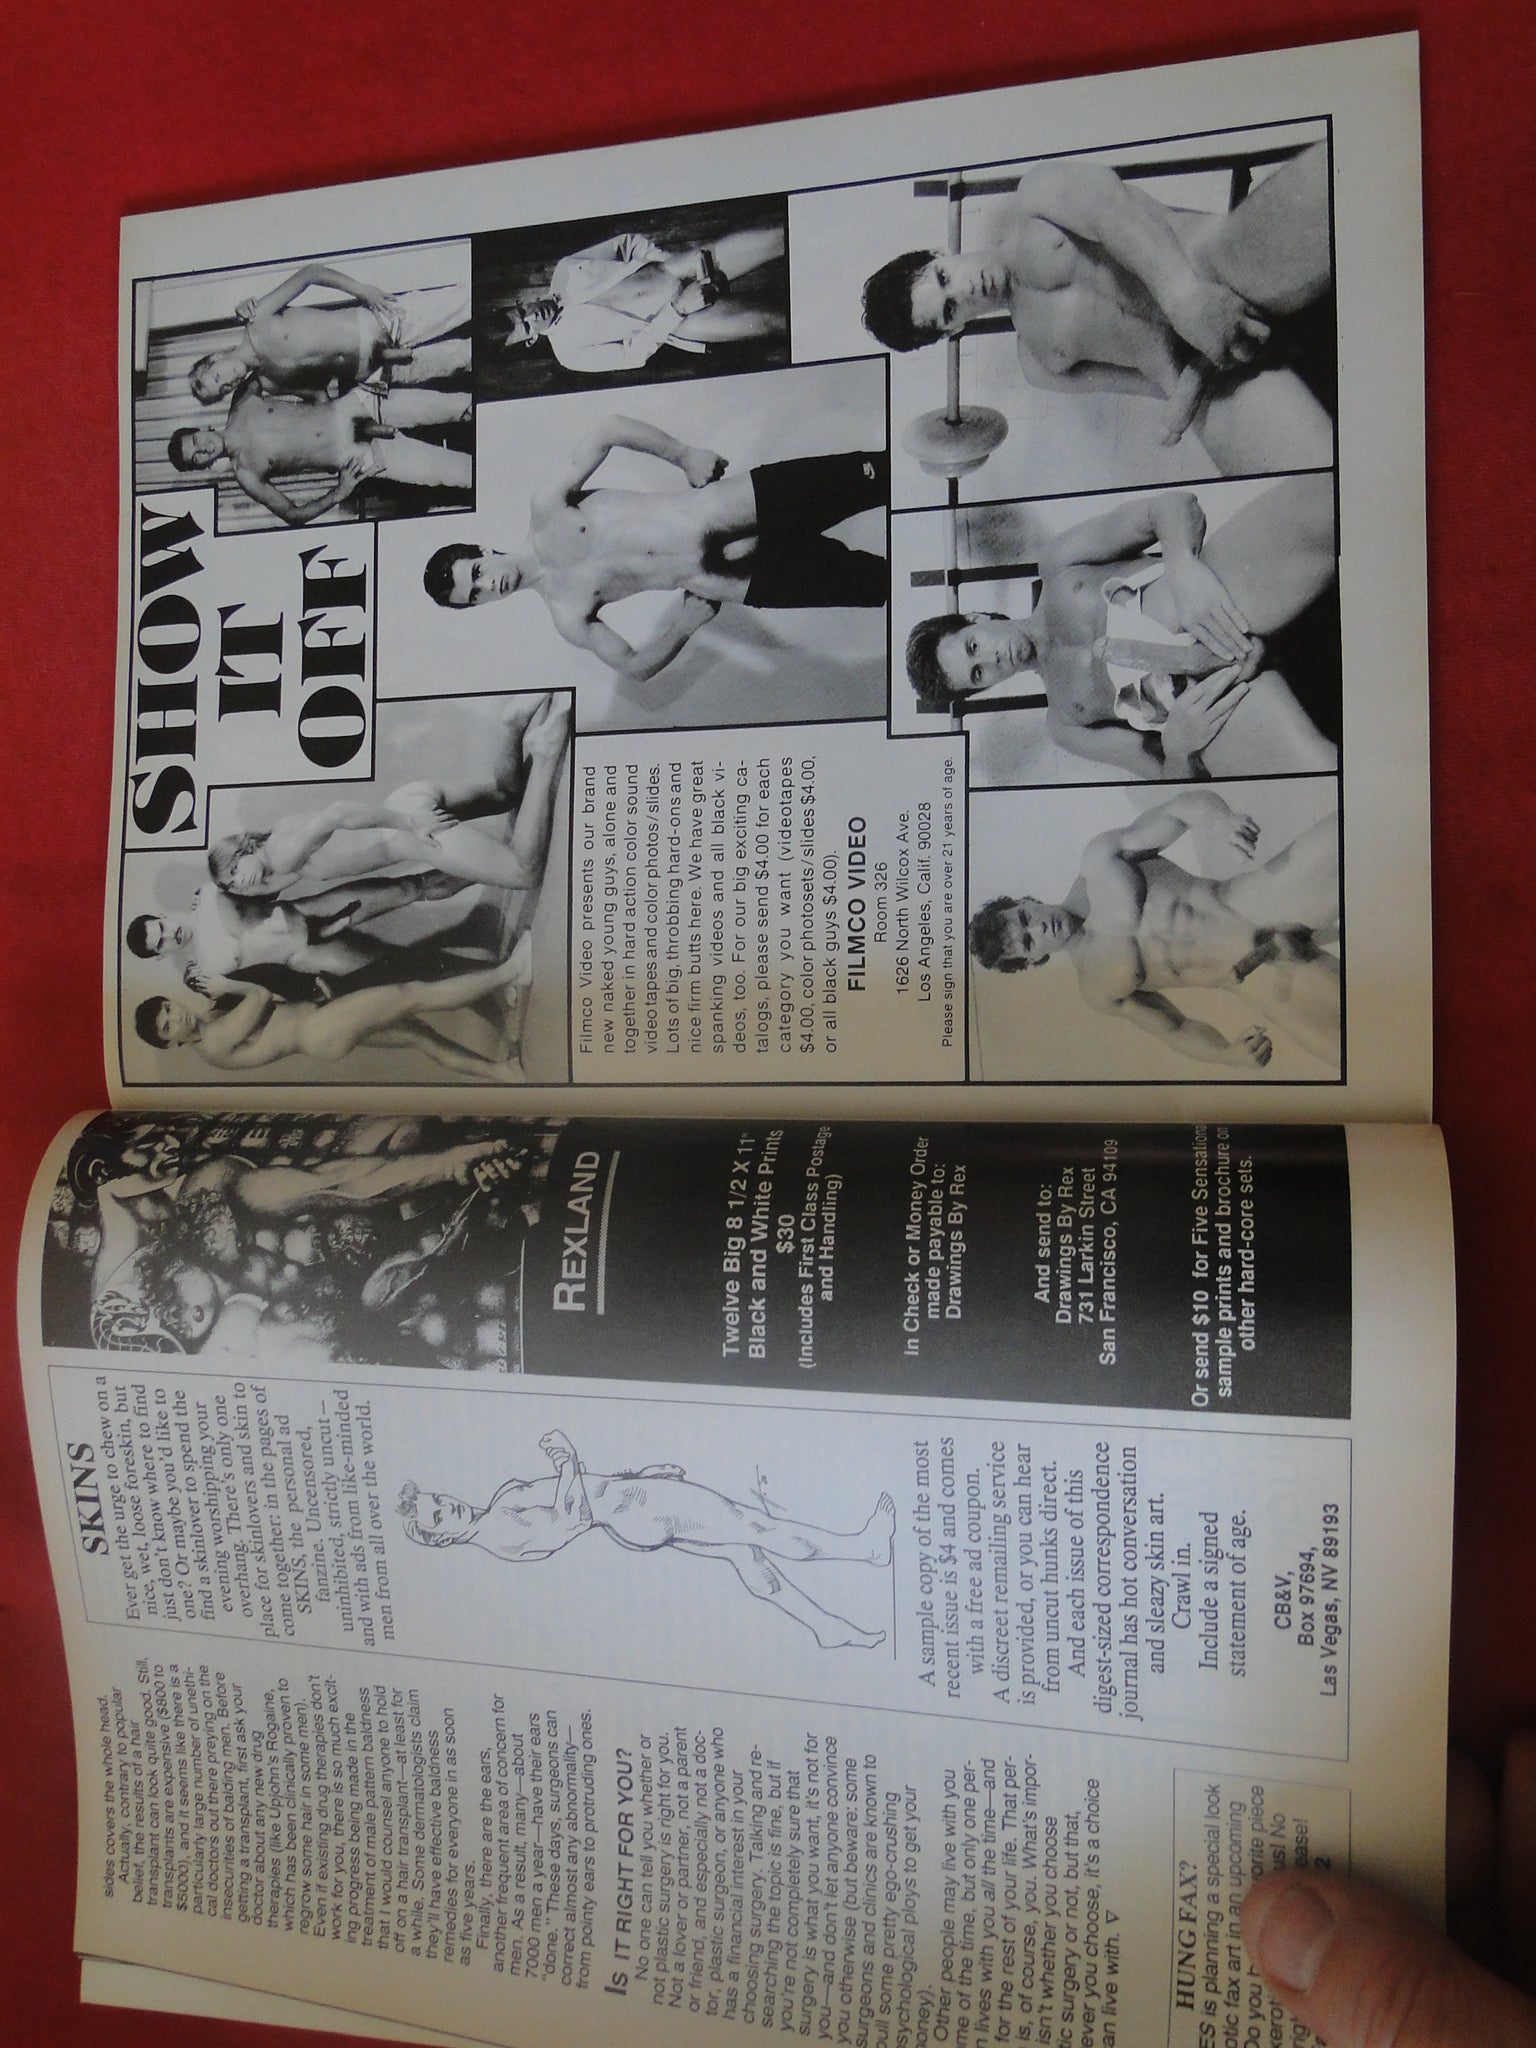 sides covers the whole head.
Actually, contrary to popular
belief, the results of a hair
transplant can look quite good. Still,
transplants are expensive ($800 to
$5000), and it seems like there is a
particularly large number of unethi-
cal doctors out there preying on the
insecurities of balding men. Before
getting a transplant, first ask your
doctor about any new drug
therapies (like Upjohn's Rogaine,
which has been clinically proven to
regrow some hair in some men).
Even if existing drug therapies don't
work for you, there is so much excit-
ing progress being made in the
treatment of male pattern baldness
that I would counsel anyone to hold
off on a hair transplant—at least for
a while. Some dermatologists claim
they'll have effective baldness
remedies for everyone in as soon
as five years.
Finally, there are the ears,
another frequent area of concern for
men. As a result, many—about
7000 men a year—have their ears
"done." These days, surgeons can
correct almost any abnormality—
from pointy ears to protruding ones.
IS IT RIGHT FOR YOU?
No one can tell you whether or
not plastic surgery is right for you.
Not a lover or partner, not a parent
or friend, and especially not a doc-
tor, plastic surgeon, or anyone who
has a financial interest in your
choosing surgery. Talking and re-
searching the topic is fine, but if
you're not completely sure that
surgery is what you want, it's not for
you—and don't let anyone convince
you otherwise (but beware: some
surgeons and clinics are known to
pull some pretty ego-crushing
psychological ploys to get your
money).
Other people may live with you
some of the time, but only one per-
lives with you all the time—and
for the rest of your life. That per-
is, of course, you. What's impor-
isn't whether you choose
surgery or not, but that,
ever you choose, it's a choice
can live with. ▽
HUNG FAX?
is planning a special look
fax art in an upcoming
Do you
No
SKINS
Ever get the urge to chew on a
nice, wet, loose foreskin, but
just don't know where to find
one? Or maybe you'd like to
find a skinlover to spend the
evening worshipping your
overhang. There's only one
place for skinlovers and skin to
come together: in the pages of
SKINS, the personal ad
fanzine. Uncensored,
uninhibited, strictly uncut—
and with ads from like-minded
men from all over the world.
A sample copy of the most
recent issue is $4 and comes
with a free ad coupon.
A discreet remailing service
is provided, or you can hear
from uncut hunks direct.
And each issue of this
digest-sized correspondence
journal has hot conversation
and sleazy skin art.
Crawl in.
Include a signed
statement of age.
CB&V,
Box 97694,
Las Vegas, NV 89193
REXLAND
Twelve Big 8 1/2 X 11"
Black and White Prints
$30
(Includes First Class Postage
and Handling)
In Check or Money Order
made payable to:
Drawings By Rex
And send to:
Drawings By Rex
731 Larkin Street
San Francisco, CA 94109
Or send $10 for Five Sensational
sample prints and brochure on
other hard-core sets.
SHOW
IT
OFF
Filmco Video presents our brand
new naked young guys, alone and
together in hard action color sound
videotapes and color photos/slides.
Lots of big, throbbing hard-ons and
nice firm butts here. We have great
spanking videos and all black vi-
deos, too. For our big exciting ca-
talogs, please send $4.00 for each
category you want (videotapes
$4.00, color photosets/slides $4.00,
or all black guys $4.00).
FILMCO VIDEO
Room 326
1626 North Wilcox Ave.
Los Angeles, Calif. 90028
Please sign that you are over 21 years of age.